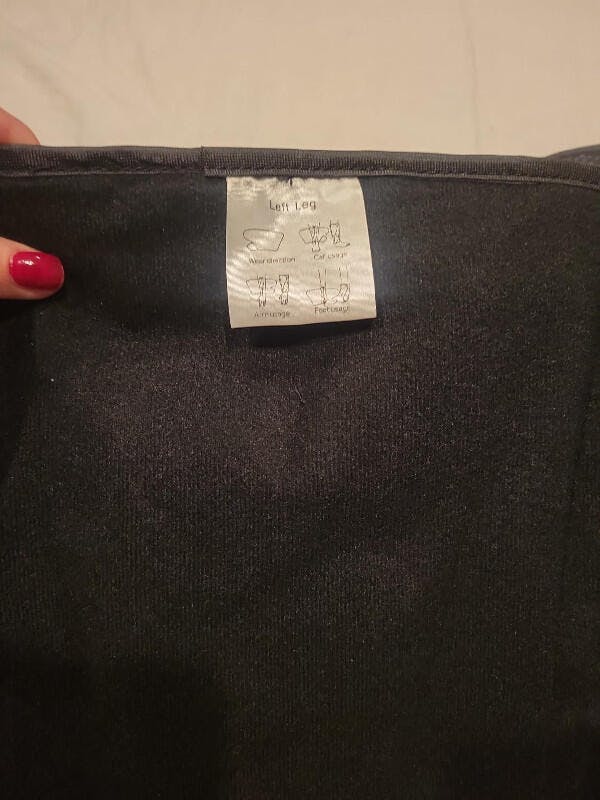 Left Leg
Wear direction
Calf usage
Arm usage
Foot usage